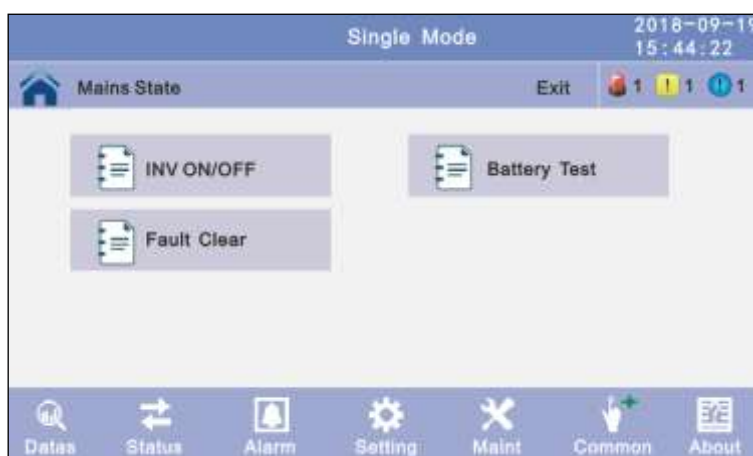 Single Mode
2018-09-19
15:44:22
Mains State
Exit
1
! 1
! 1
INV ON/OFF
Battery Test
Fault Clear
Datas
Status
Alarm
Setting
Maint
Common
About